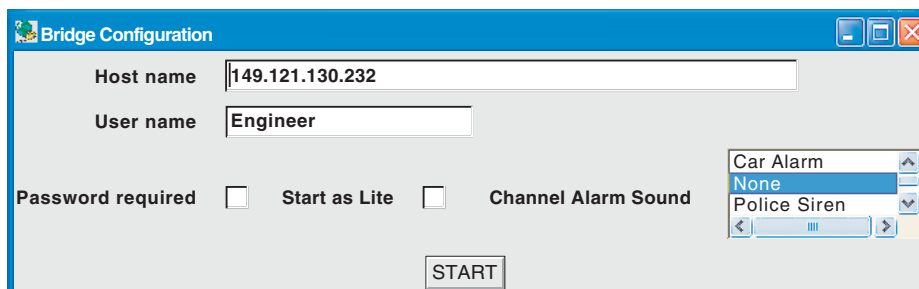 Bridge Configuration
Host name 149.121.130.232
User name Engineer
Password required Start as Lite Channel Alarm Sound
Car Alarm
None
Police Siren
START